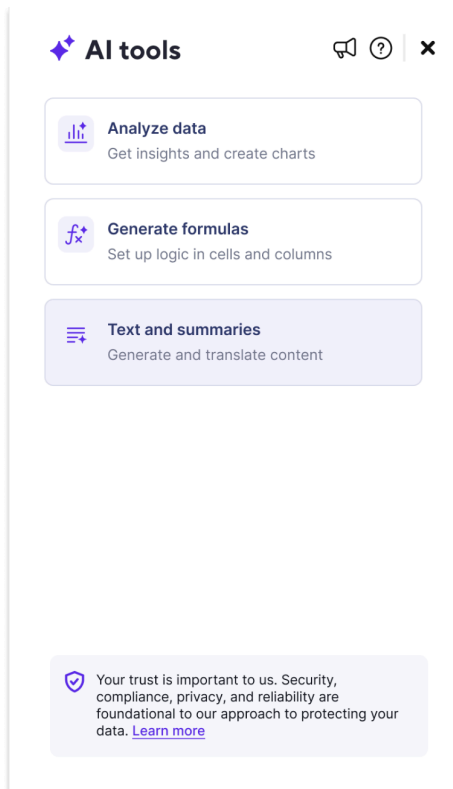 AI tools
Analyze data
Get insights and create charts
Generate formulas
Set up logic in cells and columns
Text and summaries
Generate and translate content
Your trust is important to us. Security,
compliance, privacy, and reliability are
foundational to our approach to protecting your
data. Learn more